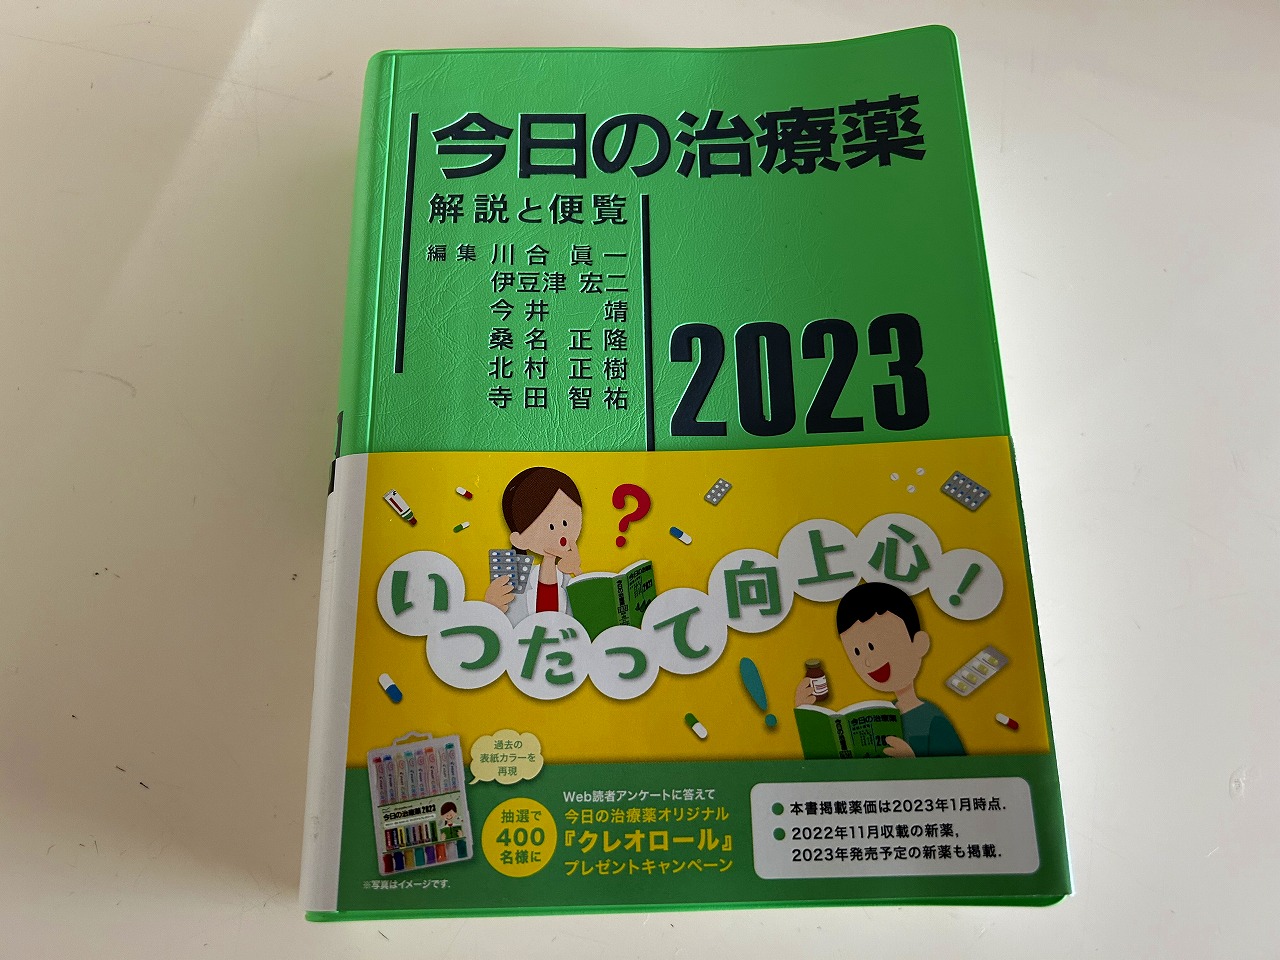 今日の治療薬
解説と便覧
編集 川合 眞一
伊豆津 宏二
今井 靖
桑名 正隆
北村 正樹
寺田 智祐
2023
?
いつだって向上心!
!
今日の治療薬
過去の
表紙カラーを
再現
今日の治療薬 2023
※写真はイメージです.
抽選で
400
名様に
Web読者アンケートに答えて
今日の治療薬オリジナル
『クレオロール』
プレゼントキャンペーン
● 本書掲載薬価は2023年1月時点.
● 2022年11月収載の新薬,
2023年発売予定の新薬も掲載.